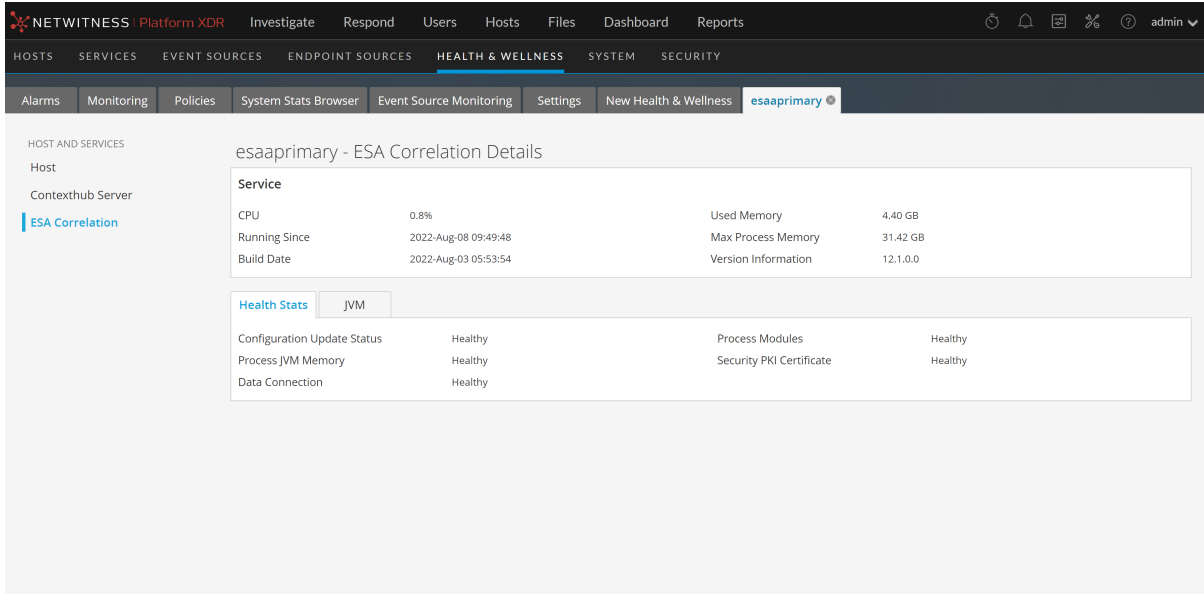 NETWITNESS | Platform XDR Investigate Respond Users Hosts Files Dashboard Reports admin
HOSTS SERVICES EVENT SOURCES ENDPOINT SOURCES HEALTH & WELLNESS SYSTEM SECURITY
Alarms Monitoring Policies System Stats Browser Event Source Monitoring Settings New Health & Wellness esaaprimary
HOST AND SERVICES
Host
Contexthub Server
ESA Correlation
esaaprimary - ESA Correlation Details
Service
CPU 0.8% Used Memory 4.40 GB
Running Since 2022-Aug-08 09:49:48 Max Process Memory 31.42 GB
Build Date 2022-Aug-03 05:53:54 Version Information 12.1.0.0
Health Stats JVM
Configuration Update Status Healthy Process Modules Healthy
Process JVM Memory Healthy Security PKI Certificate Healthy
Data Connection Healthy